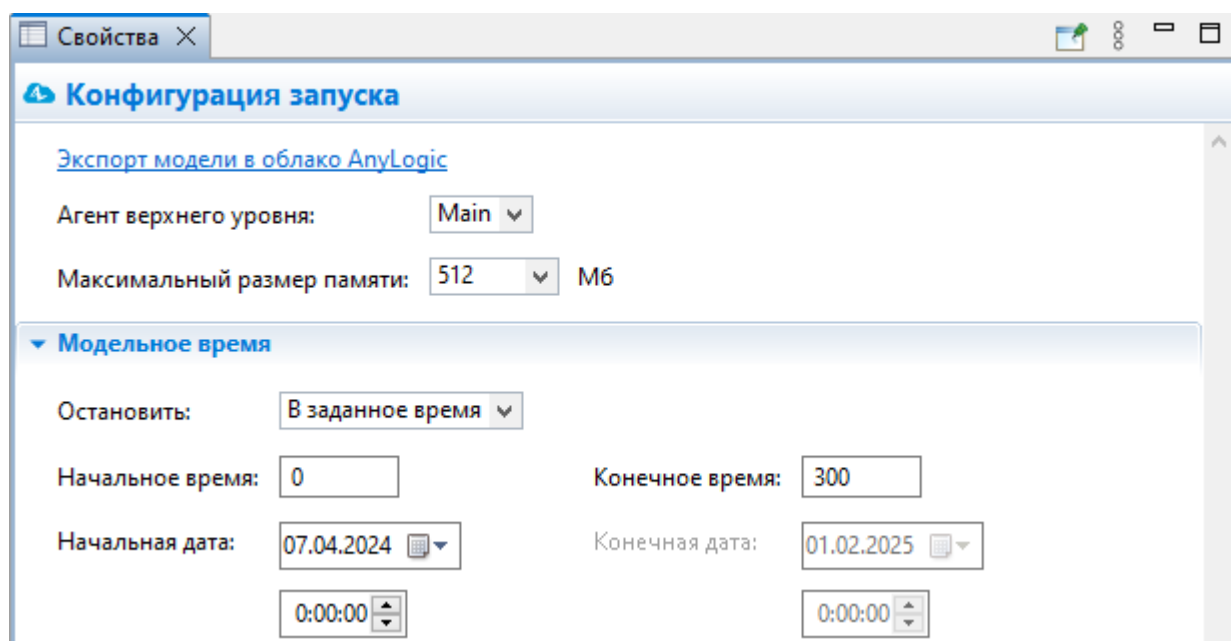 Свойства
Конфигурация запуска
Экспорт модели в облако AnyLogic
Агент верхнего уровня: Main
Максимальный размер памяти: 512 Мб
Модельное время
Остановить: В заданное время
Начальное время: 0 Конечное время: 300
Начальная дата: 07.04.2024 Конечная дата: 01.02.2025
0:00:00 0:00:00